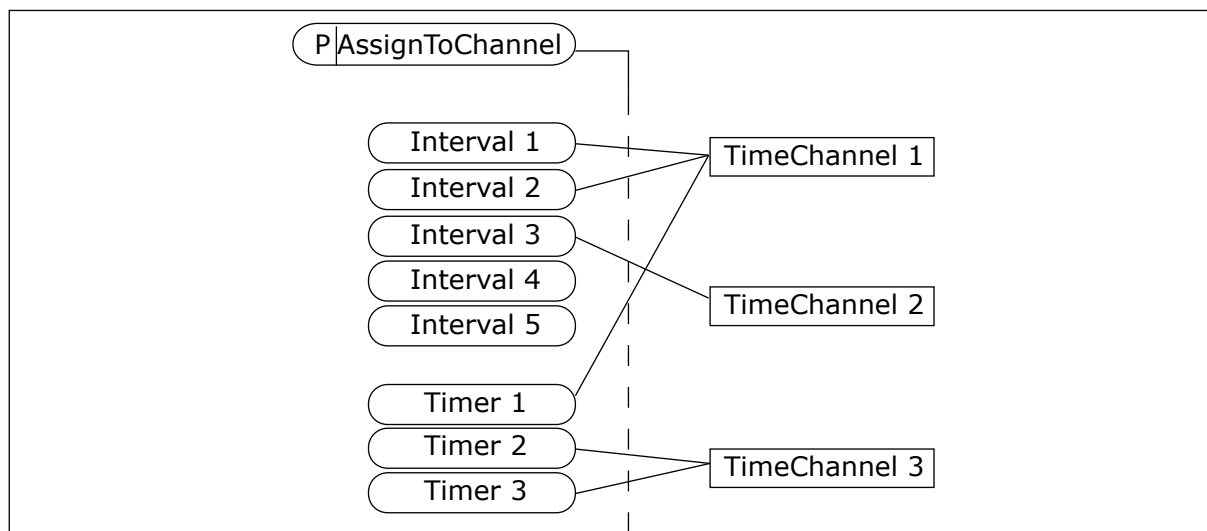 P AssignToChannel
Interval 1
TimeChannel 1
Interval 2
Interval 3
Interval 4
TimeChannel 2
Interval 5
Timer 1
Timer 2
TimeChannel 3
Timer 3